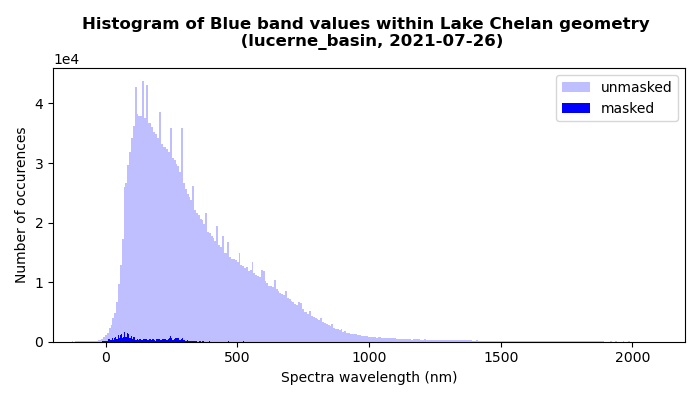 Histogram of Blue band values within Lake Chelan geometry
(lucerne_basin, 2021-07-26)
1e4
unmasked
masked
4
3
2
1
0
Number of occurences
0 500 1000 1500 2000
Spectra wavelength (nm)